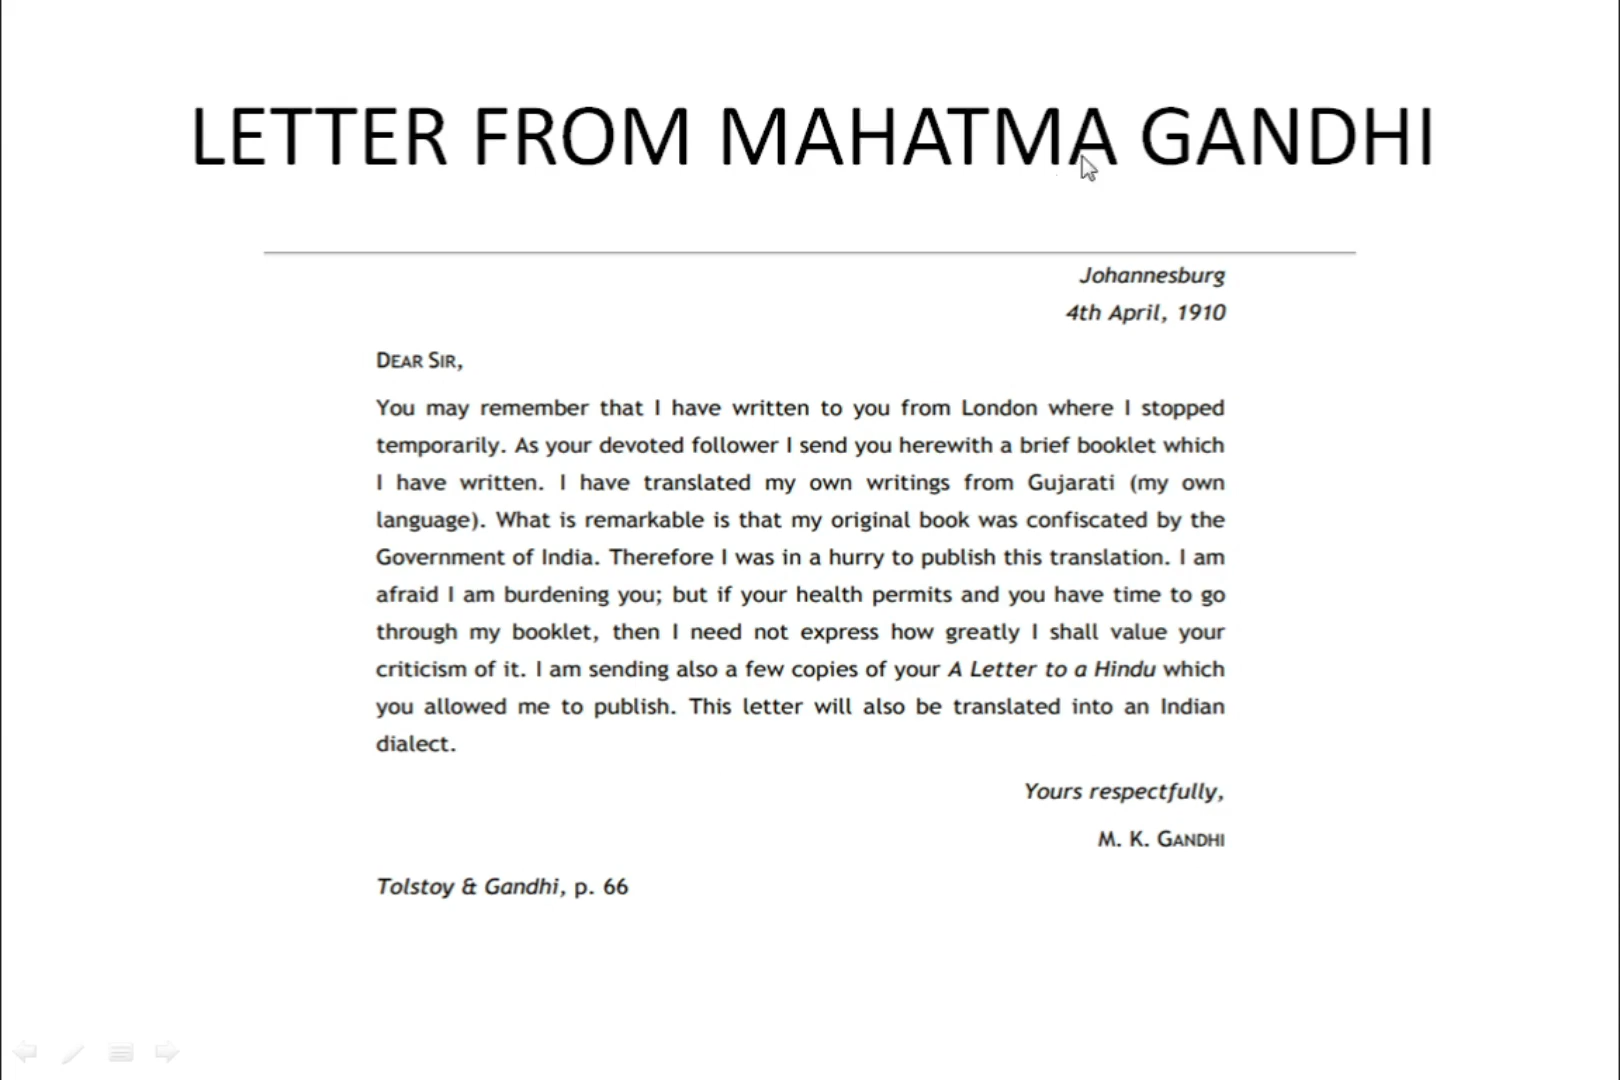 LETTER FROM MAHATMA GANDHI
Johannesburg
4th April, 1910
DEAR SIR,
You may remember that I have written to you from London where I stopped
temporarily. As your devoted follower I send you herewith a brief booklet which
I have written. I have translated my own writings from Gujarati (my own
language). What is remarkable is that my original book was confiscated by the
Government of India. Therefore I was in a hurry to publish this translation. I am
afraid I am burdening you; but if your health permits and you have time to go
through my booklet, then I need not express how greatly I shall value your
criticism of it. I am sending also a few copies of your A Letter to a Hindu which
you allowed me to publish. This letter will also be translated into an Indian
dialect.
Yours respectfully,
M. K. GANDHI
Tolstoy & Gandhi, p. 66